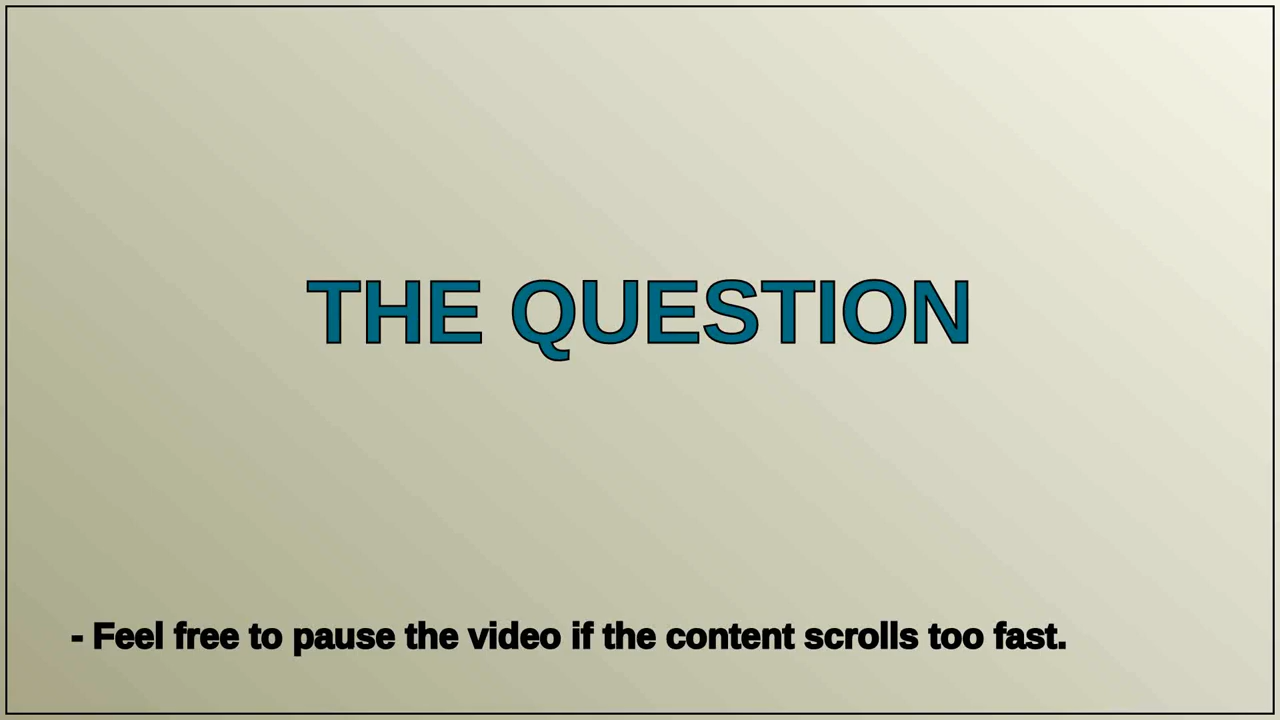 THE QUESTION
- Feel free to pause the video if the content scrolls too fast.